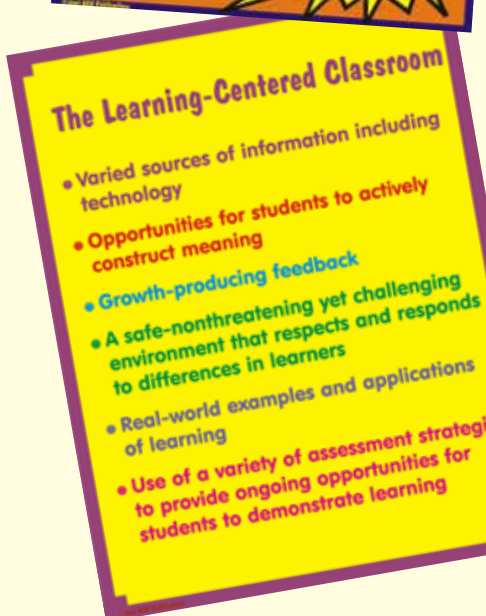 The Learning-Centered Classroom
• Varied sources of information including
technology
• Opportunities for students to actively
construct meaning
• Growth-producing feedback
• A safe-nonthreatening yet challenging
environment that respects and responds
to differences in learners
• Real-world examples and applications
of learning
• Use of a variety of assessment strategi
to provide ongoing opportunities for
students to demonstrate learning